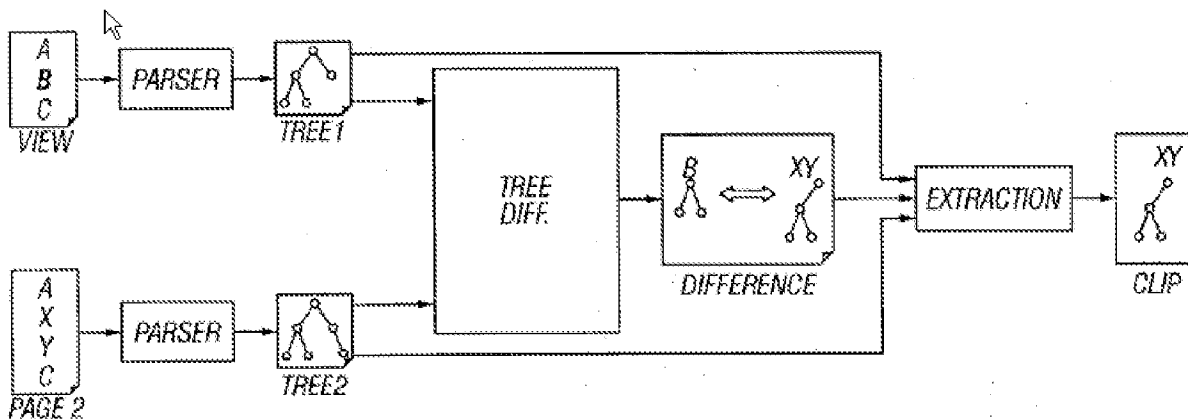 A
B
C
VIEW
PARSER
TREE1
TREE
DIFF.
B
XY
DIFFERENCE
EXTRACTION
XY
CLIP
A
X
Y
C
PAGE 2
PARSER
TREE2